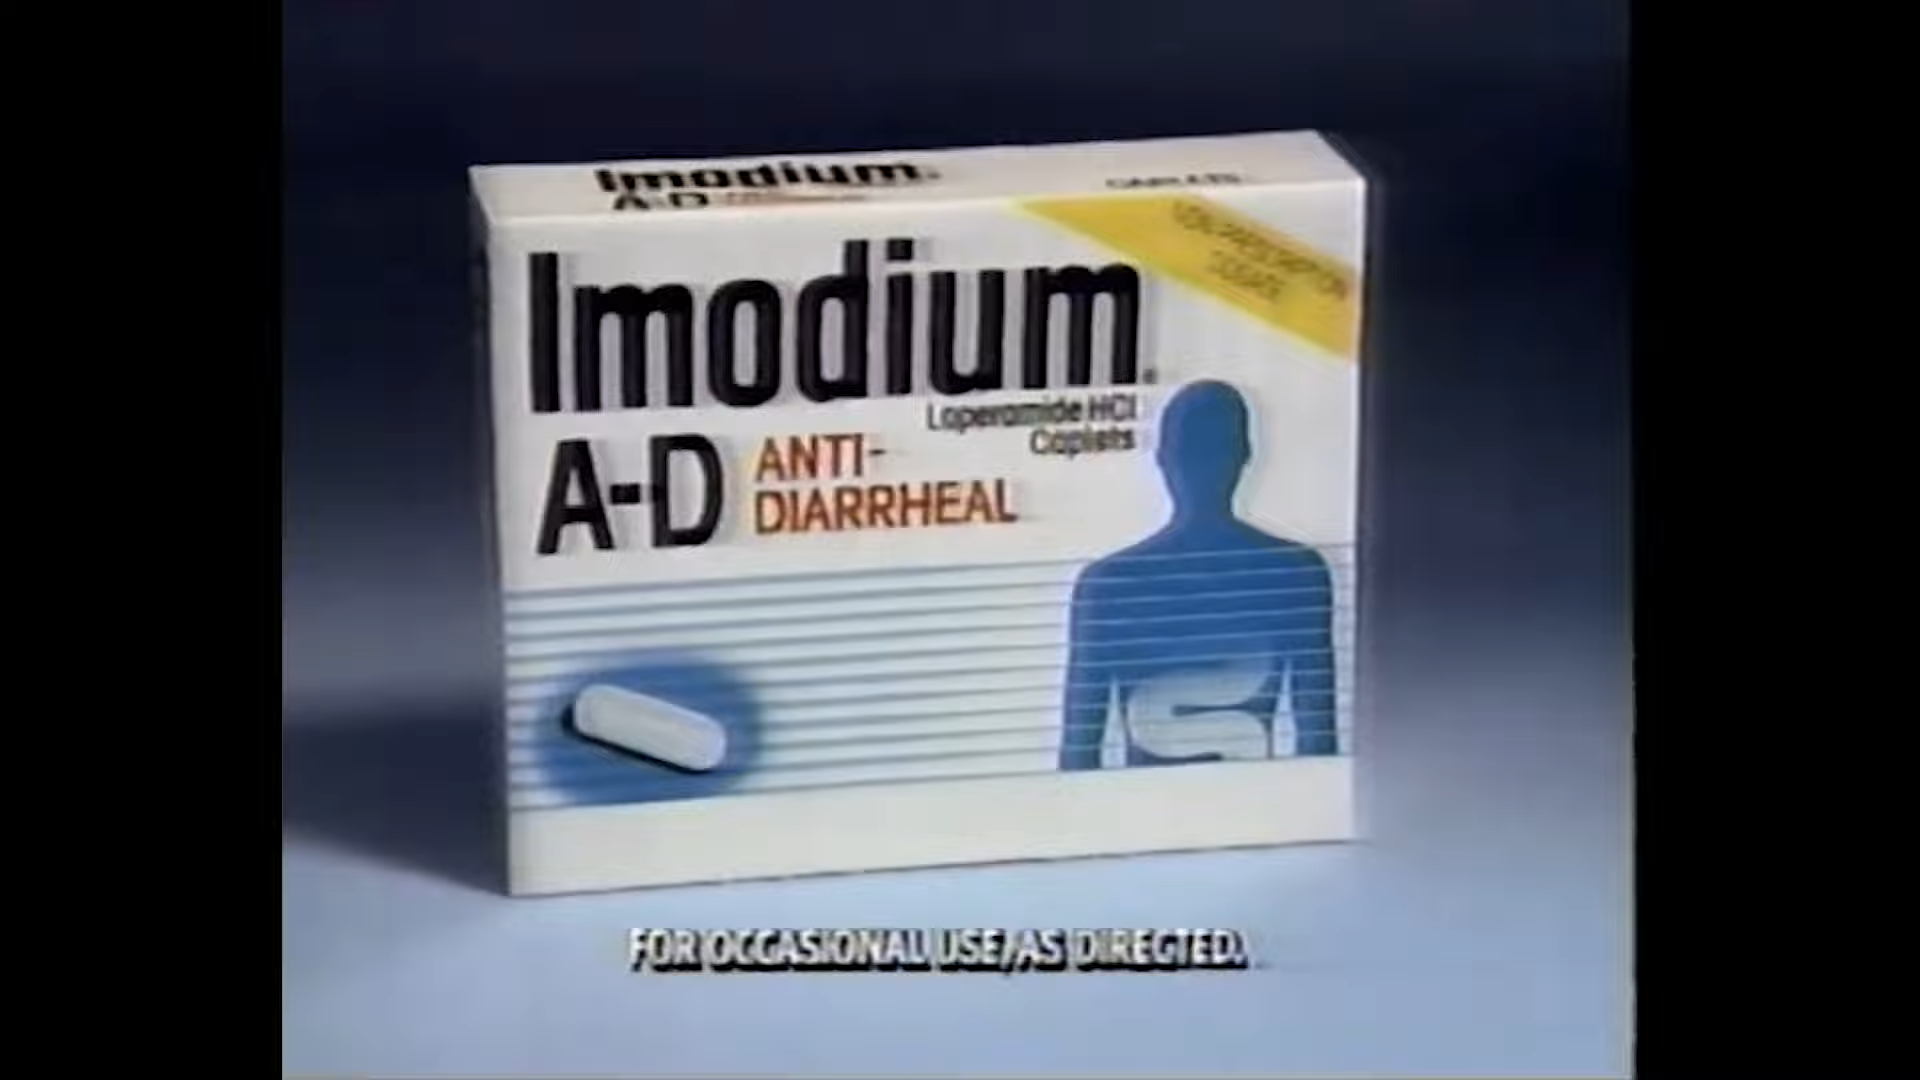 Imodium
A-D
Imodium.
Loperamide HCl
Caplets
A-D ANTI-
DIARRHEAL
FOR OCCASIONAL USE, AS DIRECTED.